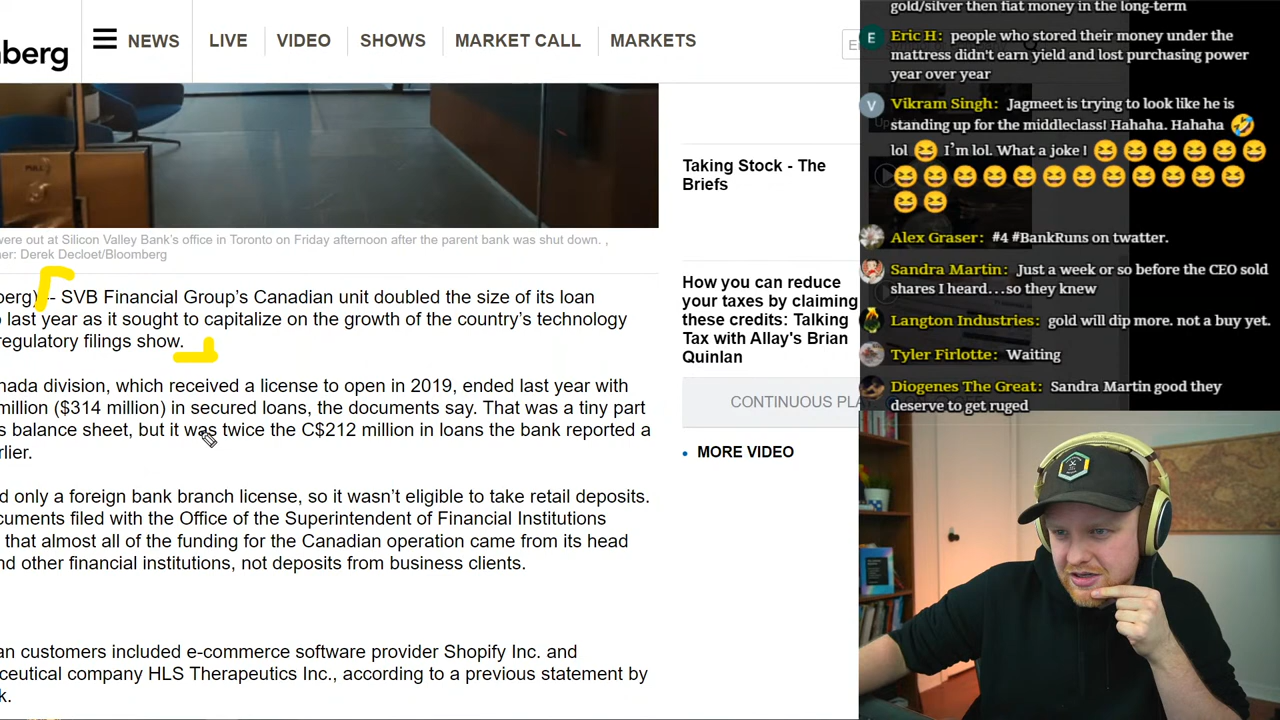 nberg
NEWS
LIVE
VIDEO
SHOWS
MARKET CALL
MARKETS
were out at Silicon Valley Bank's office in Toronto on Friday afternoon after the parent bank was shut down. ,
her: Derek Decloet/Bloomberg
berg) -- SVB Financial Group's Canadian unit doubled the size of its loan
o last year as it sought to capitalize on the growth of the country's technology
regulatory filings show.
nada division, which received a license to open in 2019, ended last year with
million ($314 million) in secured loans, the documents say. That was a tiny part
s balance sheet, but it was twice the C$212 million in loans the bank reported a
rlier.
d only a foreign bank branch license, so it wasn't eligible to take retail deposits.
cuments filed with the Office of the Superintendent of Financial Institutions
that almost all of the funding for the Canadian operation came from its head
nd other financial institutions, not deposits from business clients.
an customers included e-commerce software provider Shopify Inc. and
ceutical company HLS Therapeutics Inc., according to a previous statement by
k.
Taking Stock - The
Briefs
How you can reduce
your taxes by claiming
these credits: Talking
Tax with Allay's Brian
Quinlan
CONTINUOUS PLA
MORE VIDEO
gold/silver then fiat money in the long-term
E
Eric H: people who stored their money under the
mattress didn't earn yield and lost purchasing power
year over year
V
Vikram Singh: Jagmeet is trying to look like he is
standing up for the middleclass! Hahaha. Hahaha 🤣
lol 😆 I'm lol. What a joke ! 😆😆😆😆😆😆
😆😆😆😆😆😆😆😆😆😆😆😆
😆😆
Alex Graser: #4 #BankRuns on twatter.
Sandra Martin: Just a week or so before the CEO sold
shares I heard...so they knew
Langton Industries: gold will dip more. not a buy yet.
Tyler Firlotte: Waiting
Diogenes The Great: Sandra Martin good they
deserve to get ruged